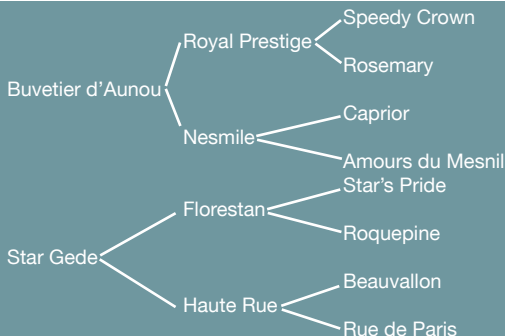 Speedy Crown
Royal Prestige
Rosemary
Buvetier d’Aunou
Caprior
Nesmile
Amours du Mesnil
Star’s Pride
Florestan
Roquepine
Star Gede
Beauvallon
Haute Rue
Rue de Paris